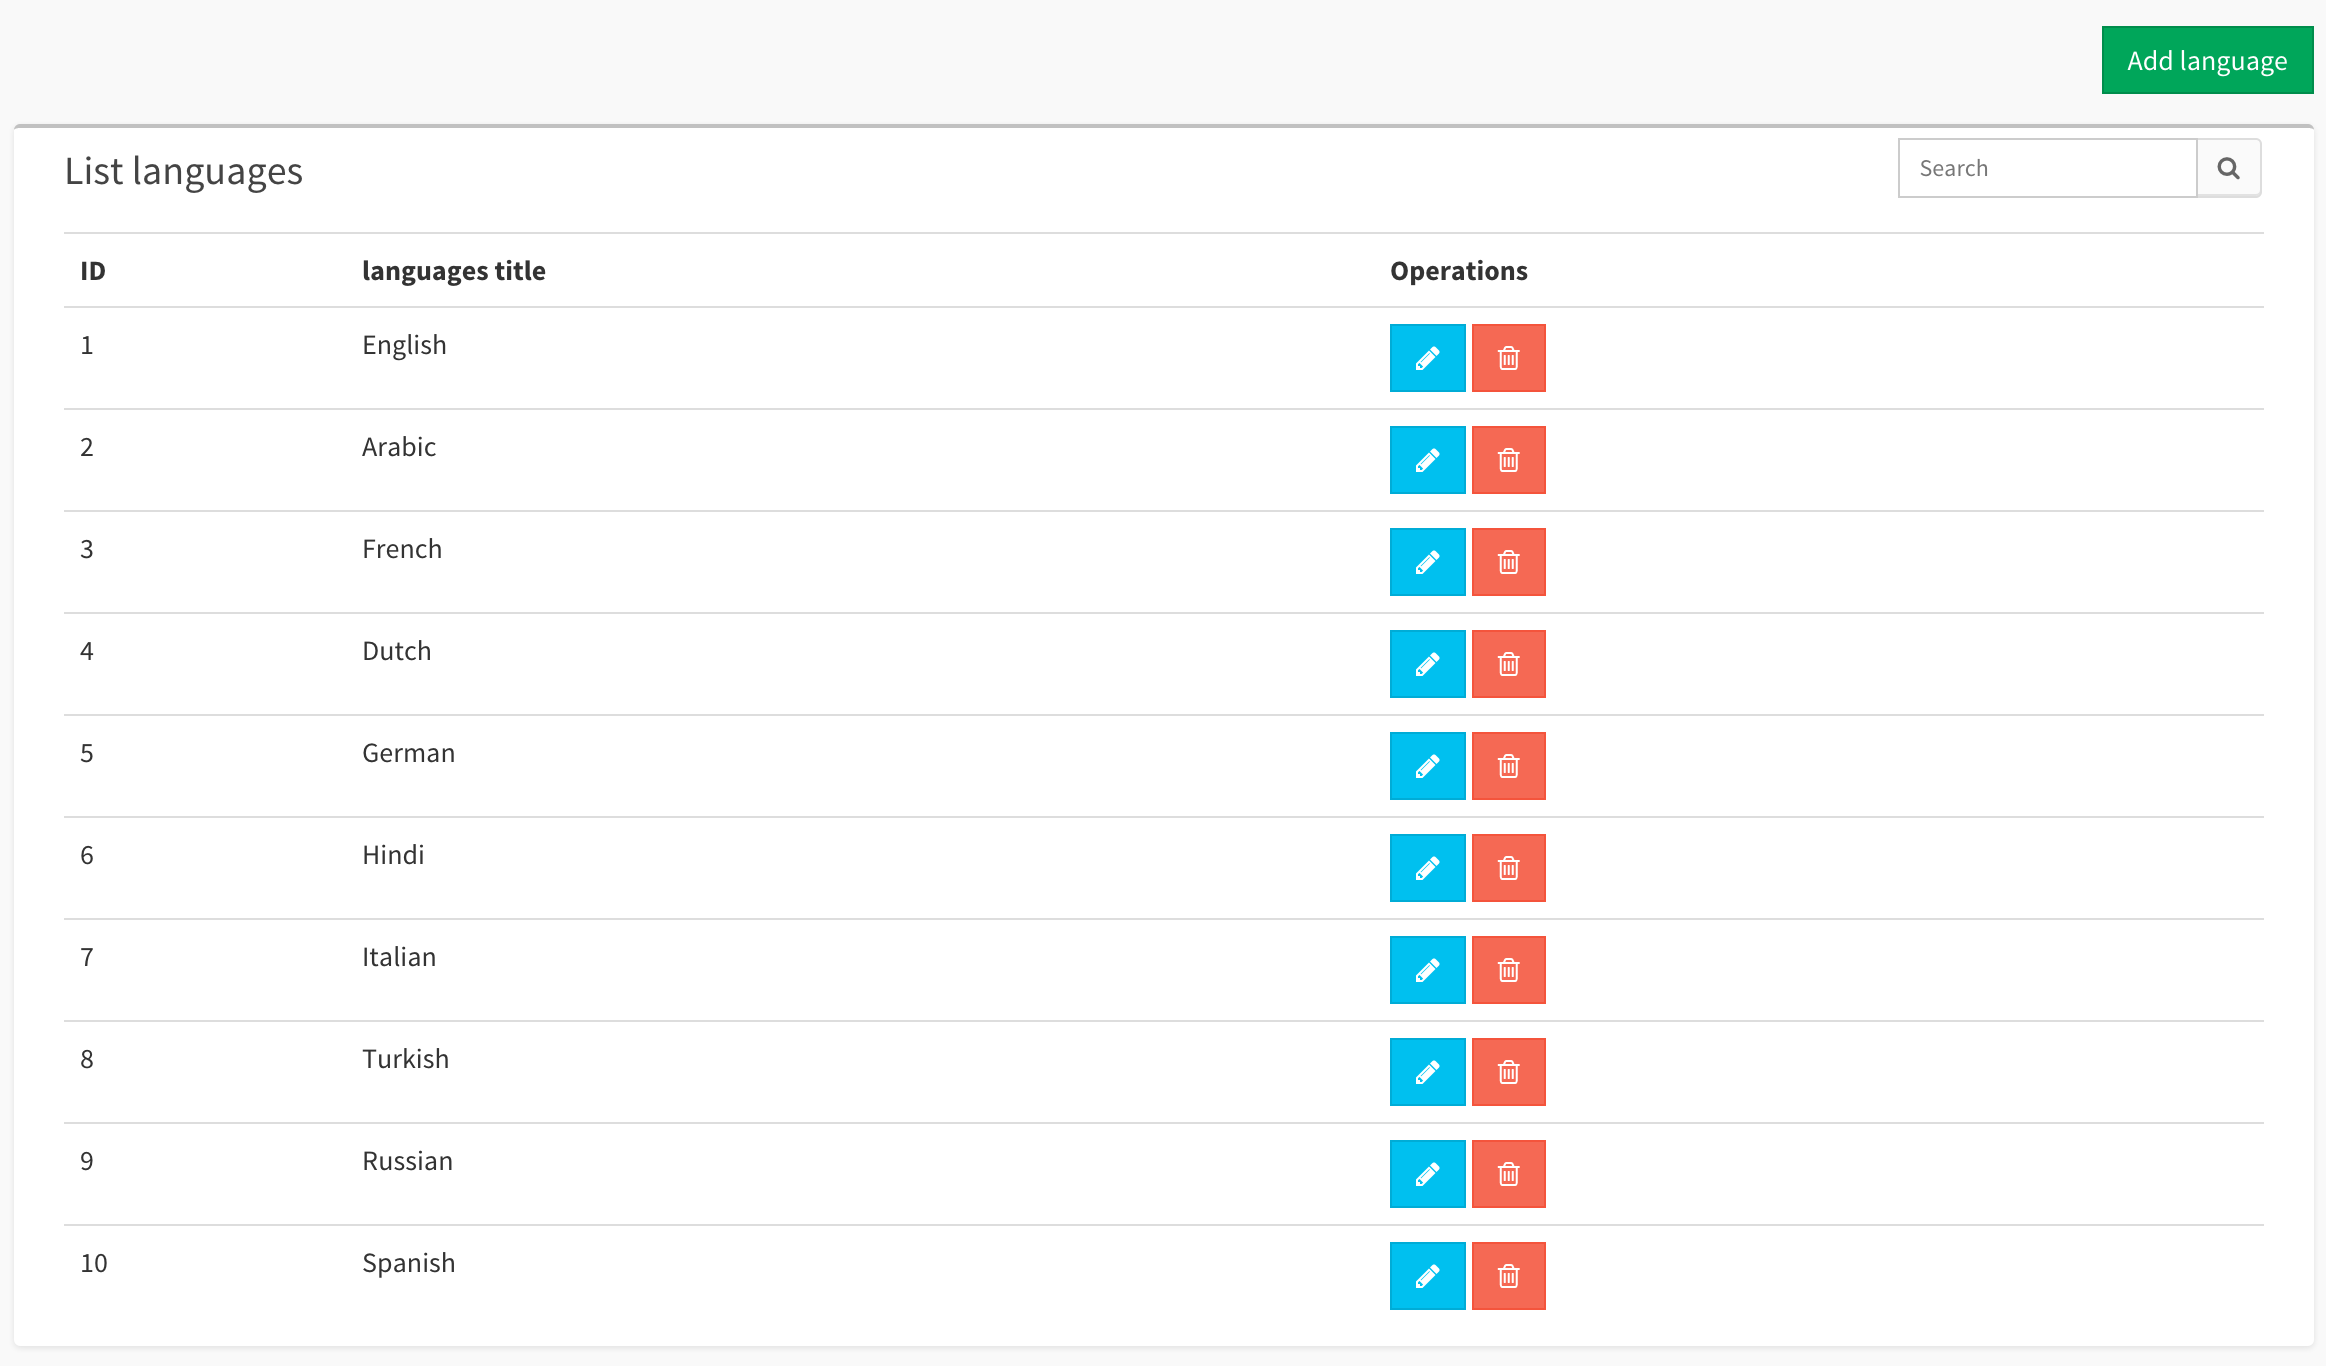 Add language
List languages
Search
ID languages title Operations
1 English
2 Arabic
3 French
4 Dutch
5 German
6 Hindi
7 Italian
8 Turkish
9 Russian
10 Spanish